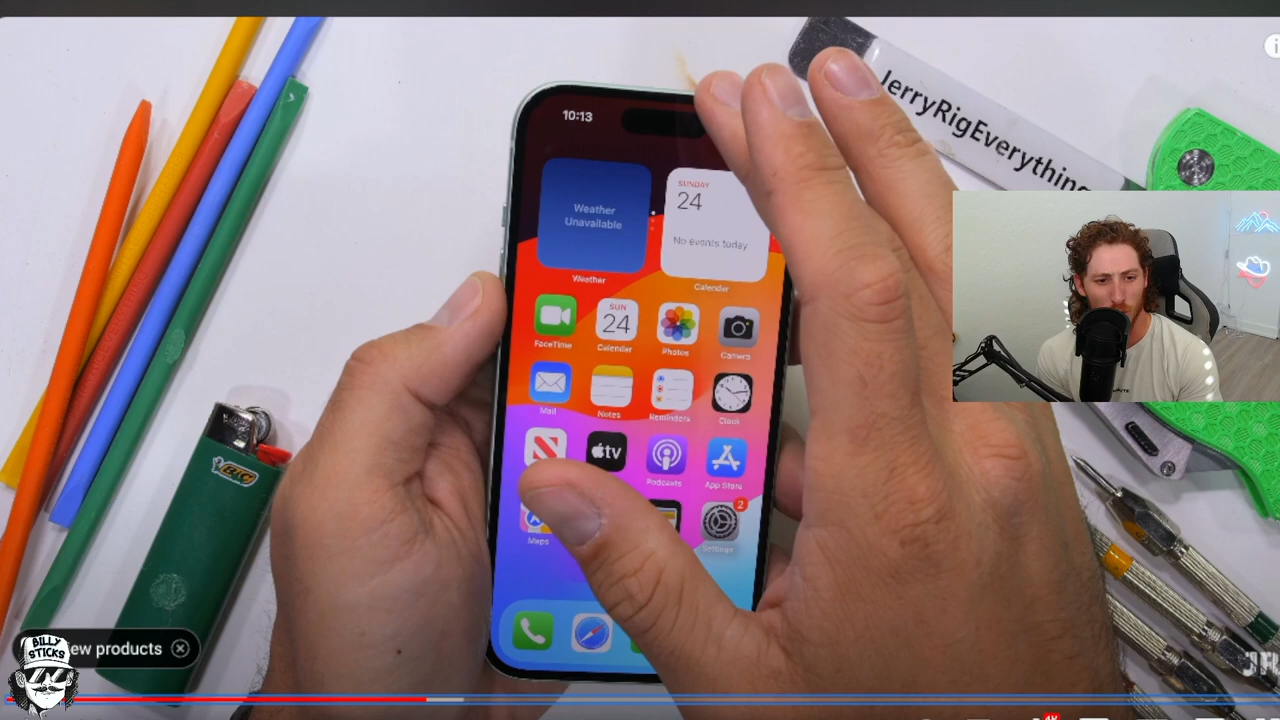 JerryRigEverything
10:13
Weather
Unavailable
Weather
SUNDAY
24
No events today
Calendar
FaceTime
SUN
24
Calendar
Photos
Camera
Mail
Notes
Reminders
Clock
tv
Podcasts
App Store
Maps
2
Settings
BIC
BILLY
STICKS
ew products
4K